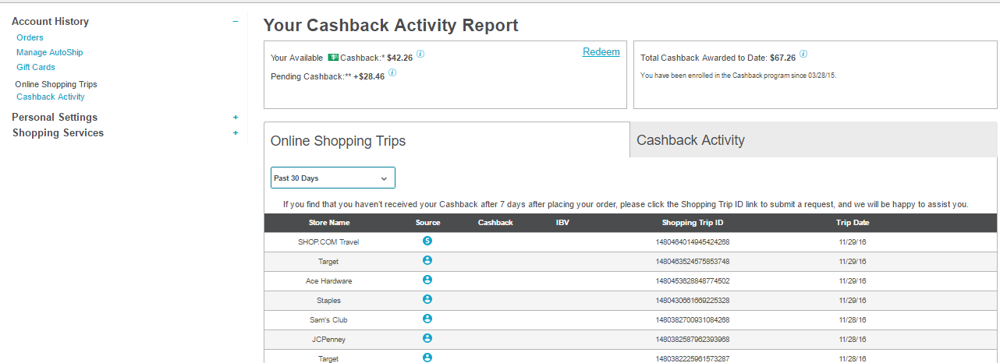 Account History
Orders
Manage AutoShip
Gift Cards
Online Shopping Trips
Cashback Activity
Personal Settings
Shopping Services
Your Cashback Activity Report
Your Available $ Cashback:* $42.26 i
Redeem
Pending Cashback:** +$28.46 i
Total Cashback Awarded to Date: $67.26 i
You have been enrolled in the Cashback program since 03/28/15.
Online Shopping Trips
Cashback Activity
Past 30 Days
If you find that you haven't received your Cashback after 7 days after placing your order, please click the Shopping Trip ID link to submit a request, and we will be happy to assist you.
Store Name Source Cashback IBV Shopping Trip ID Trip Date
SHOP.COM Travel $ 1480464014945424268 11/29/16
Target 1480463524575853748 11/29/16
Ace Hardware 1480453628848774502 11/29/16
Staples 1480430661669225328 11/29/16
Sam's Club 1480382700931084268 11/28/16
JCPenney 1480382587962393968 11/28/16
Target 1480382225961573287 11/28/16